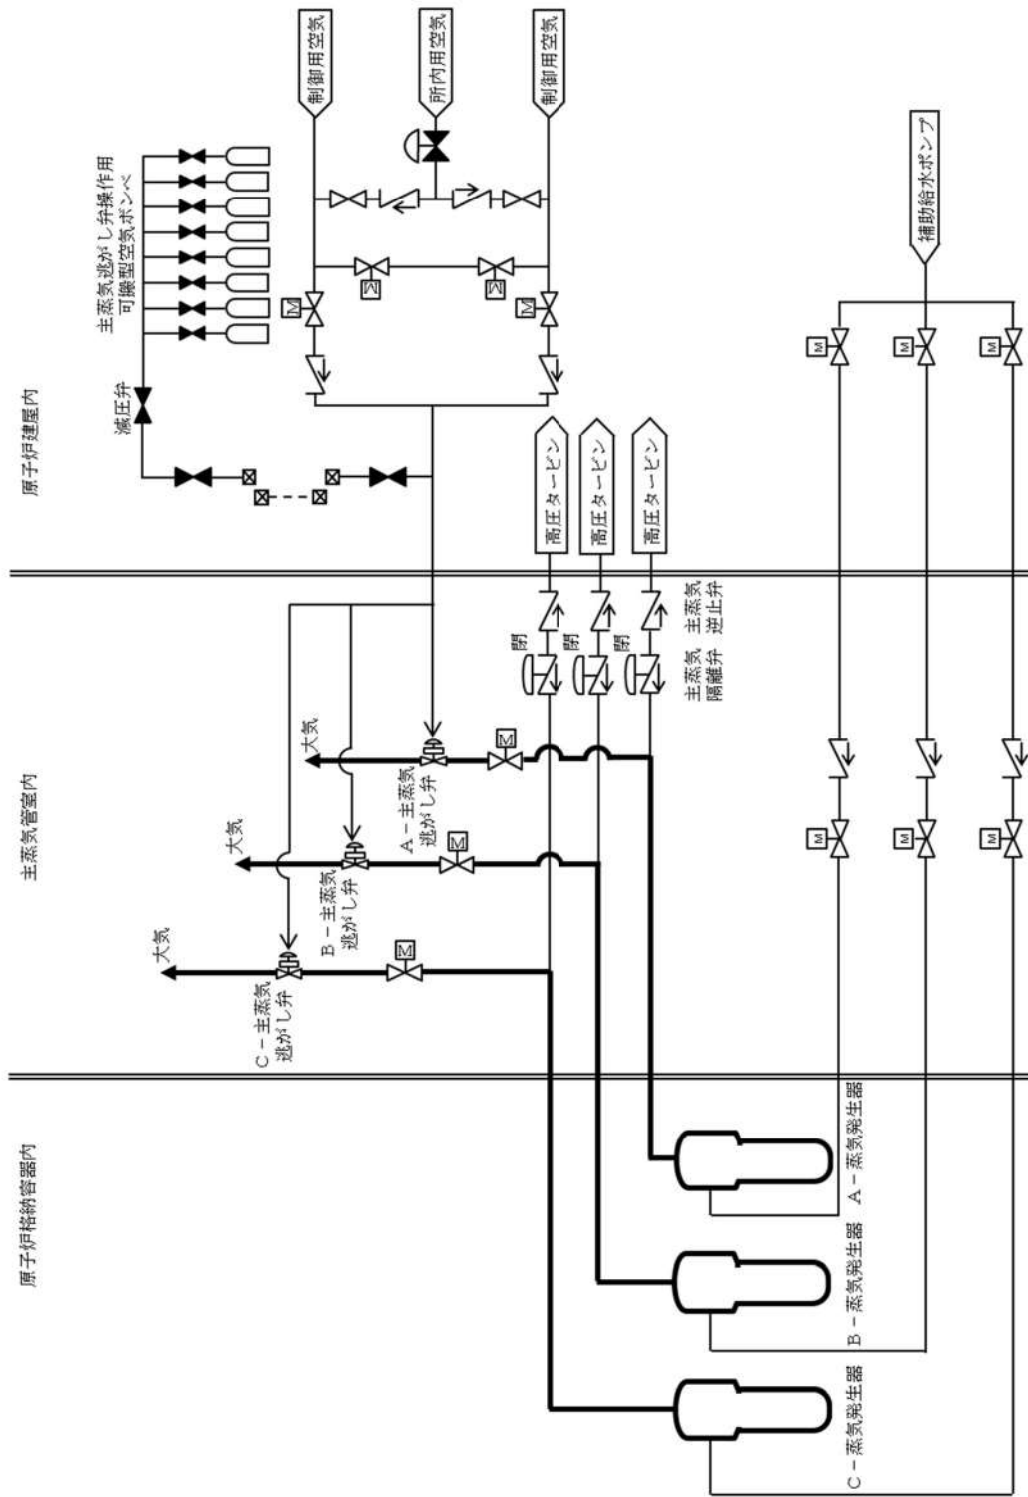 原子炉格納容器内
主蒸気管室内
原子炉建屋内
主蒸気逃がし弁操作用
可搬型空気ボンベ
減圧弁
制御用空気
所内用空気
制御用空気
M
M
M
M
大気
C－主蒸気
逃がし弁
M
大気
B－主蒸気
逃がし弁
M
大気
A－主蒸気
逃がし弁
M
閉
閉
閉
主蒸気
隔離弁
主蒸気
逆止弁
高圧タービン
高圧タービン
高圧タービン
C－蒸気発生器
B－蒸気発生器
A－蒸気発生器
M
M
M
M
M
M
補助給水ポンプ